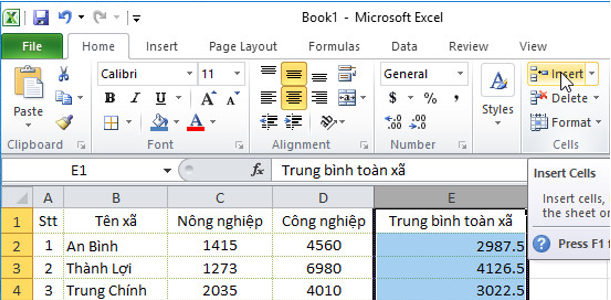 Book1 - Microsoft Excel
File Home Insert Page Layout Formulas Data Review View
Calibri 11 General Insert
Paste B I U A A $ % , Styles Delete
A Format
Clipboard Font Alignment Number Cells
E1 fx Trung bình toàn xã
Insert Cells
Insert cells,
the sheet or
Press F1 f
A B C D E
1 Stt Tên xã Nông nghiệp Công nghiệp Trung bình toàn xã
2 1 An Bình 1415 4560 2987.5
3 2 Thành Lợi 1273 6980 4126.5
4 3 Trung Chính 2035 4010 3022.5